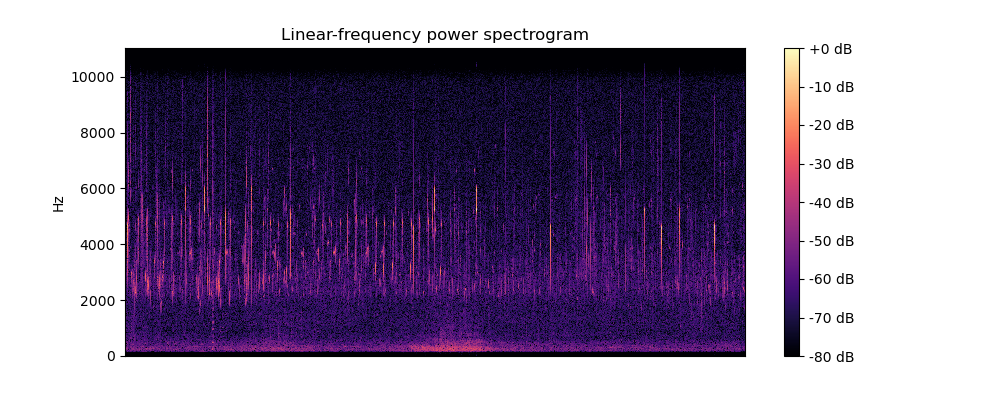 Linear-frequency power spectrogram
Hz
10000
8000
6000
4000
2000
0
+0 dB
-10 dB
-20 dB
-30 dB
-40 dB
-50 dB
-60 dB
-70 dB
-80 dB